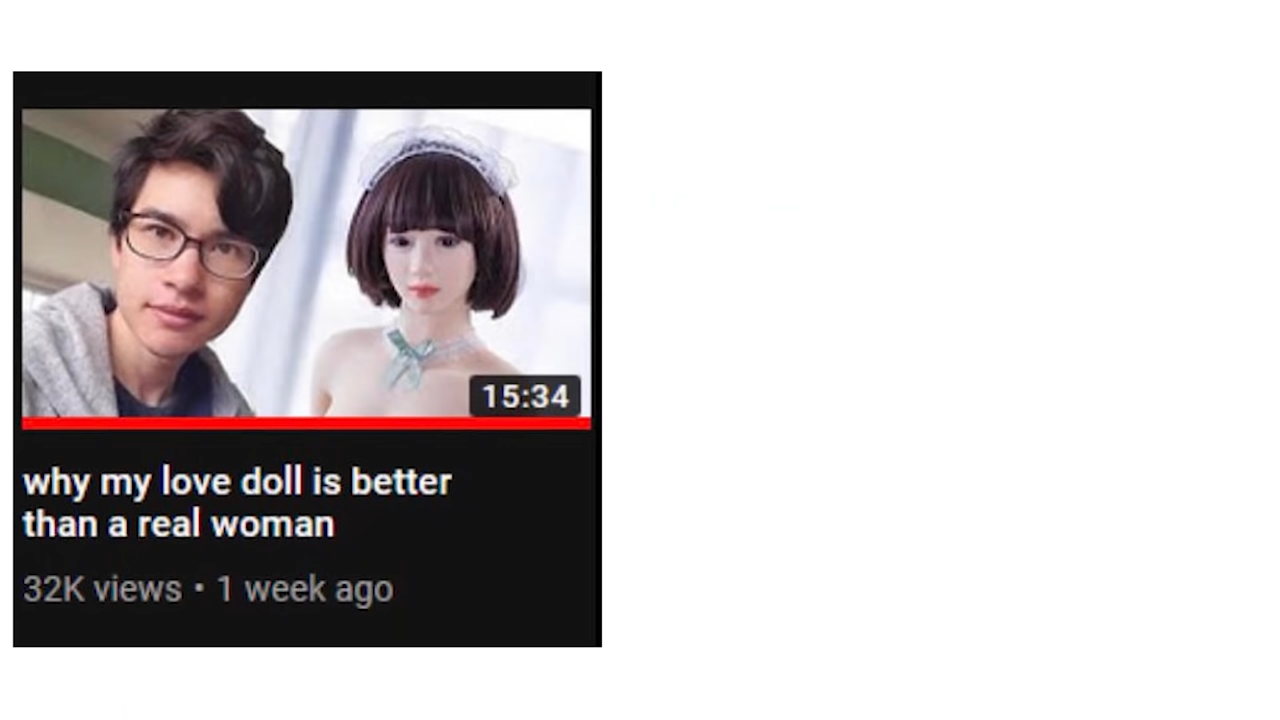 15:34
why my love doll is better
than a real woman
32K views • 1 week ago